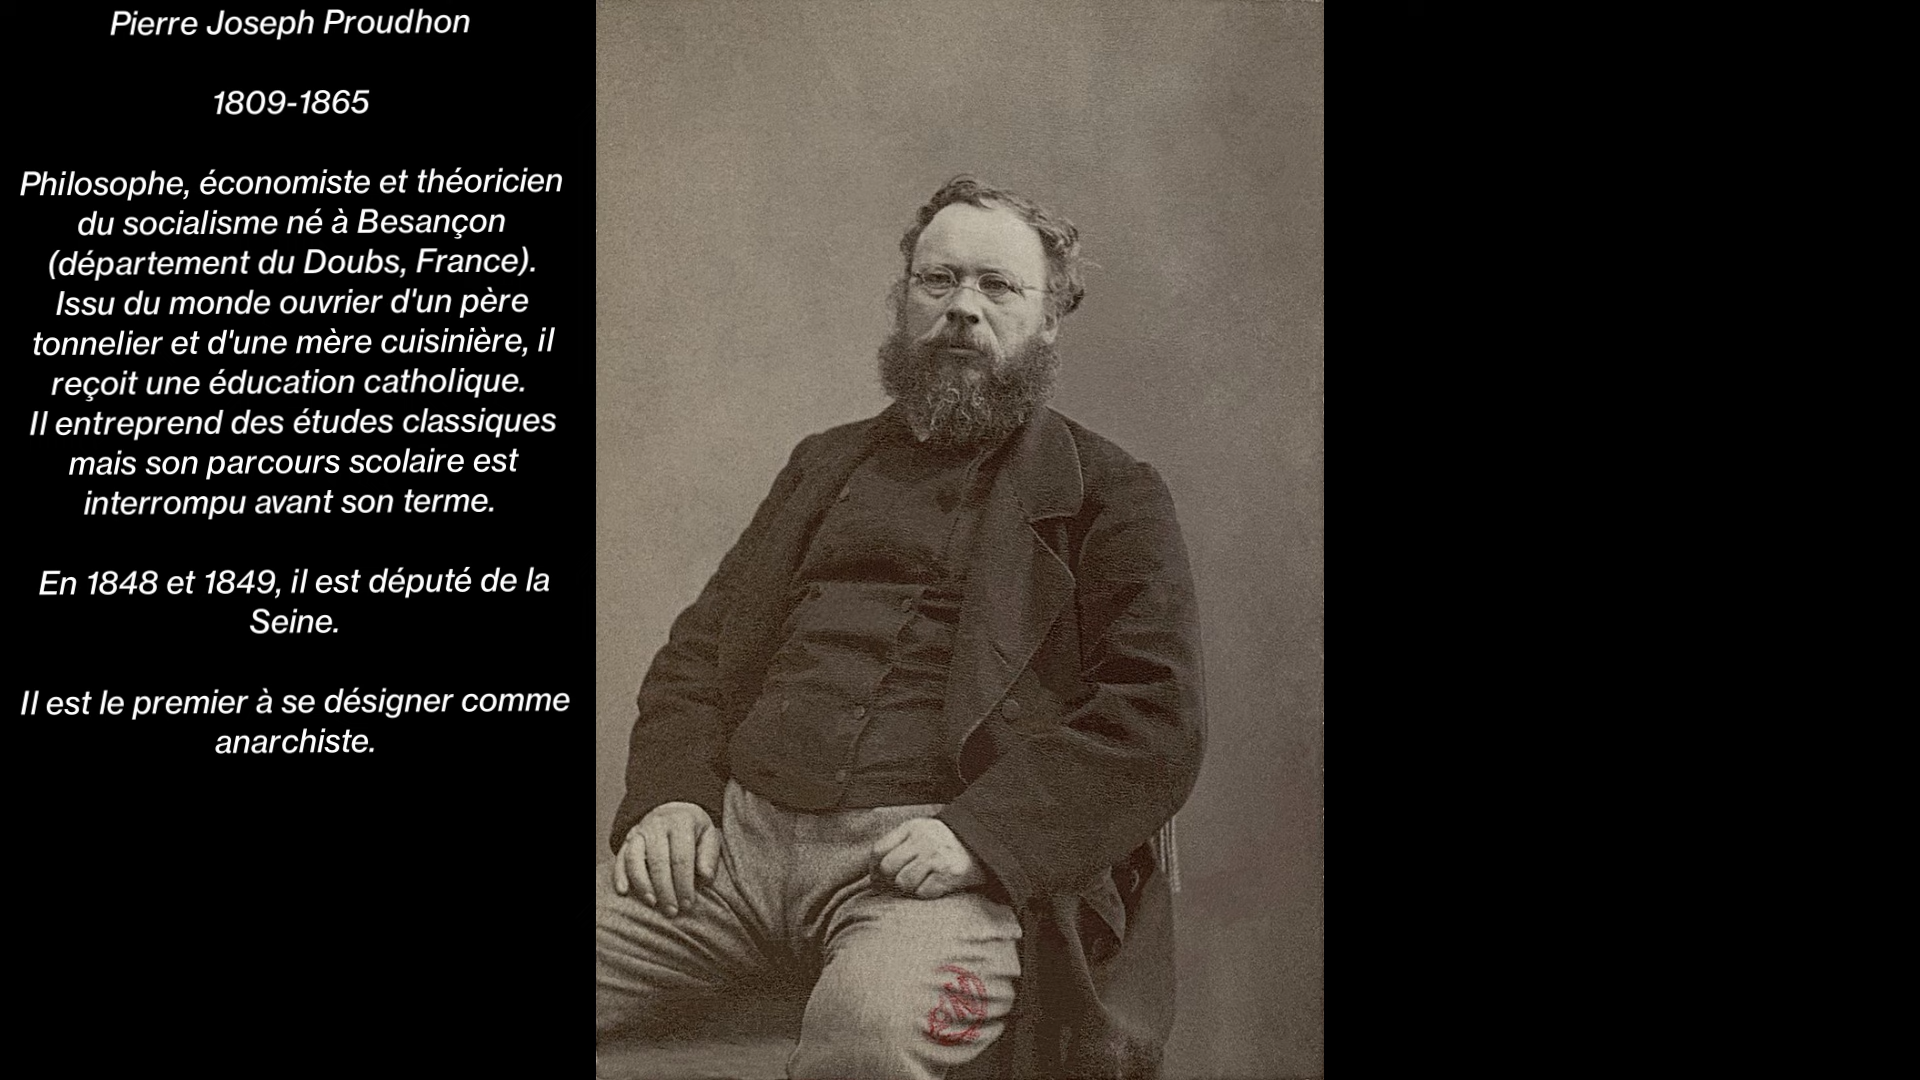 Pierre Joseph Proudhon
1809-1865
Philosophe, économiste et théoricien
du socialisme né à Besançon
(département du Doubs, France).
Issu du monde ouvrier d'un père
tonnelier et d'une mère cuisinière, il
reçoit une éducation catholique.
Il entreprend des études classiques
mais son parcours scolaire est
interrompu avant son terme.
En 1848 et 1849, il est député de la
Seine.
Il est le premier à se désigner comme
anarchiste.